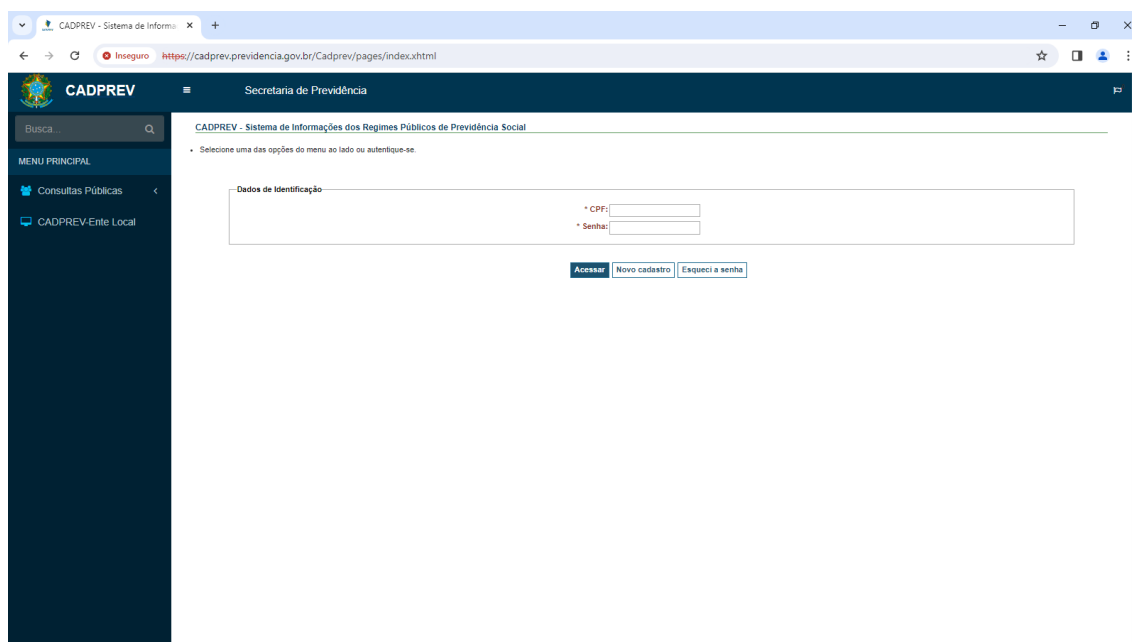 CADPREV - Sistema de Informa
Inseguro https://cadprev.previdencia.gov.br/Cadprev/pages/index.xhtml
CADPREV
Secretaria de Previdência
Busca...
CADPREV - Sistema de Informações dos Regimes Públicos de Previdência Social
Selecione uma das opções do menu ao lado ou autentique-se.
MENU PRINCIPAL
Consultas Públicas
CADPREV-Ente Local
Dados de Identificação
* CPF:
* Senha:
Acessar Novo cadastro Esqueci a senha